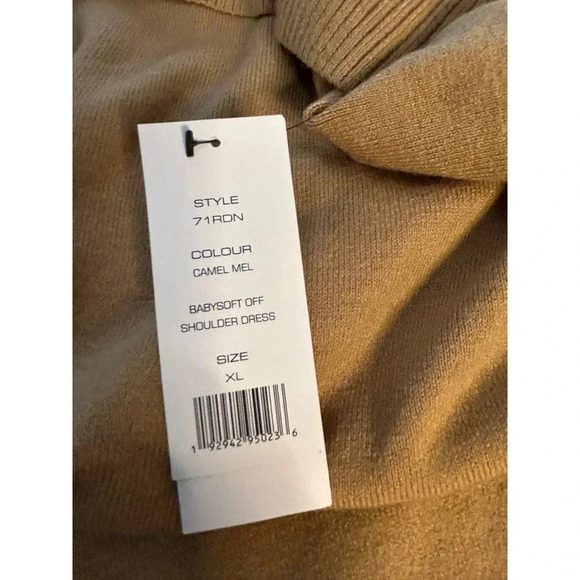 STYLE
71RDN
COLOUR
CAMEL MEL
BABYSOFT OFF
SHOULDER DRESS
SIZE
XL
1 92942 95023 6